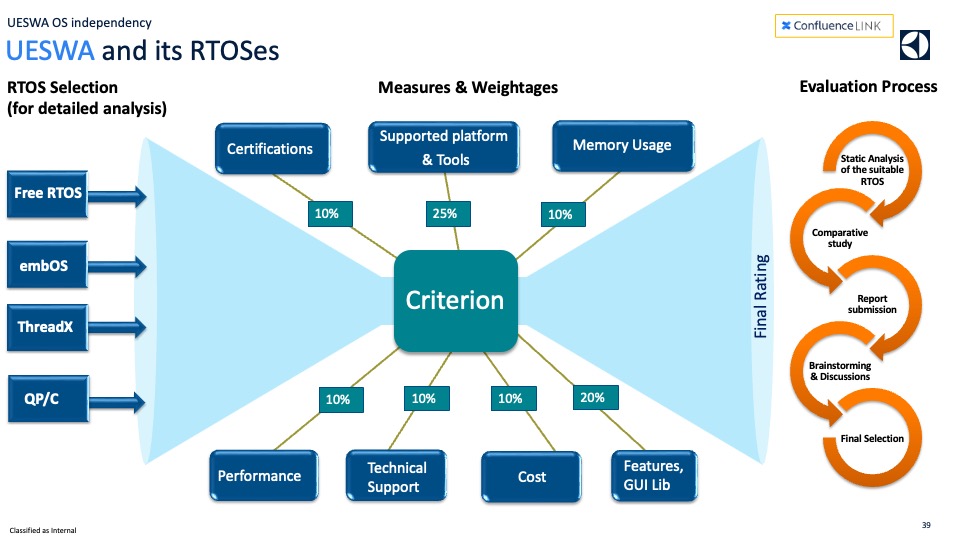 UESWA OS independency
UESWA and its RTOSes
Confluence LINK
RTOS Selection
(for detailed analysis)
Measures & Weightages
Evaluation Process
Certifications
Supported platform
& Tools
Memory Usage
10%
25%
10%
Free RTOS
embOS
ThreadX
QP/C
Criterion
Final Rating
10%
10%
10%
20%
Performance
Technical
Support
Cost
Features,
GUI Lib
Static Analysis
of the suitable
RTOS
Comparative
study
Report
submission
Brainstorming
& Discussions
Final Selection
Classified as Internal
39